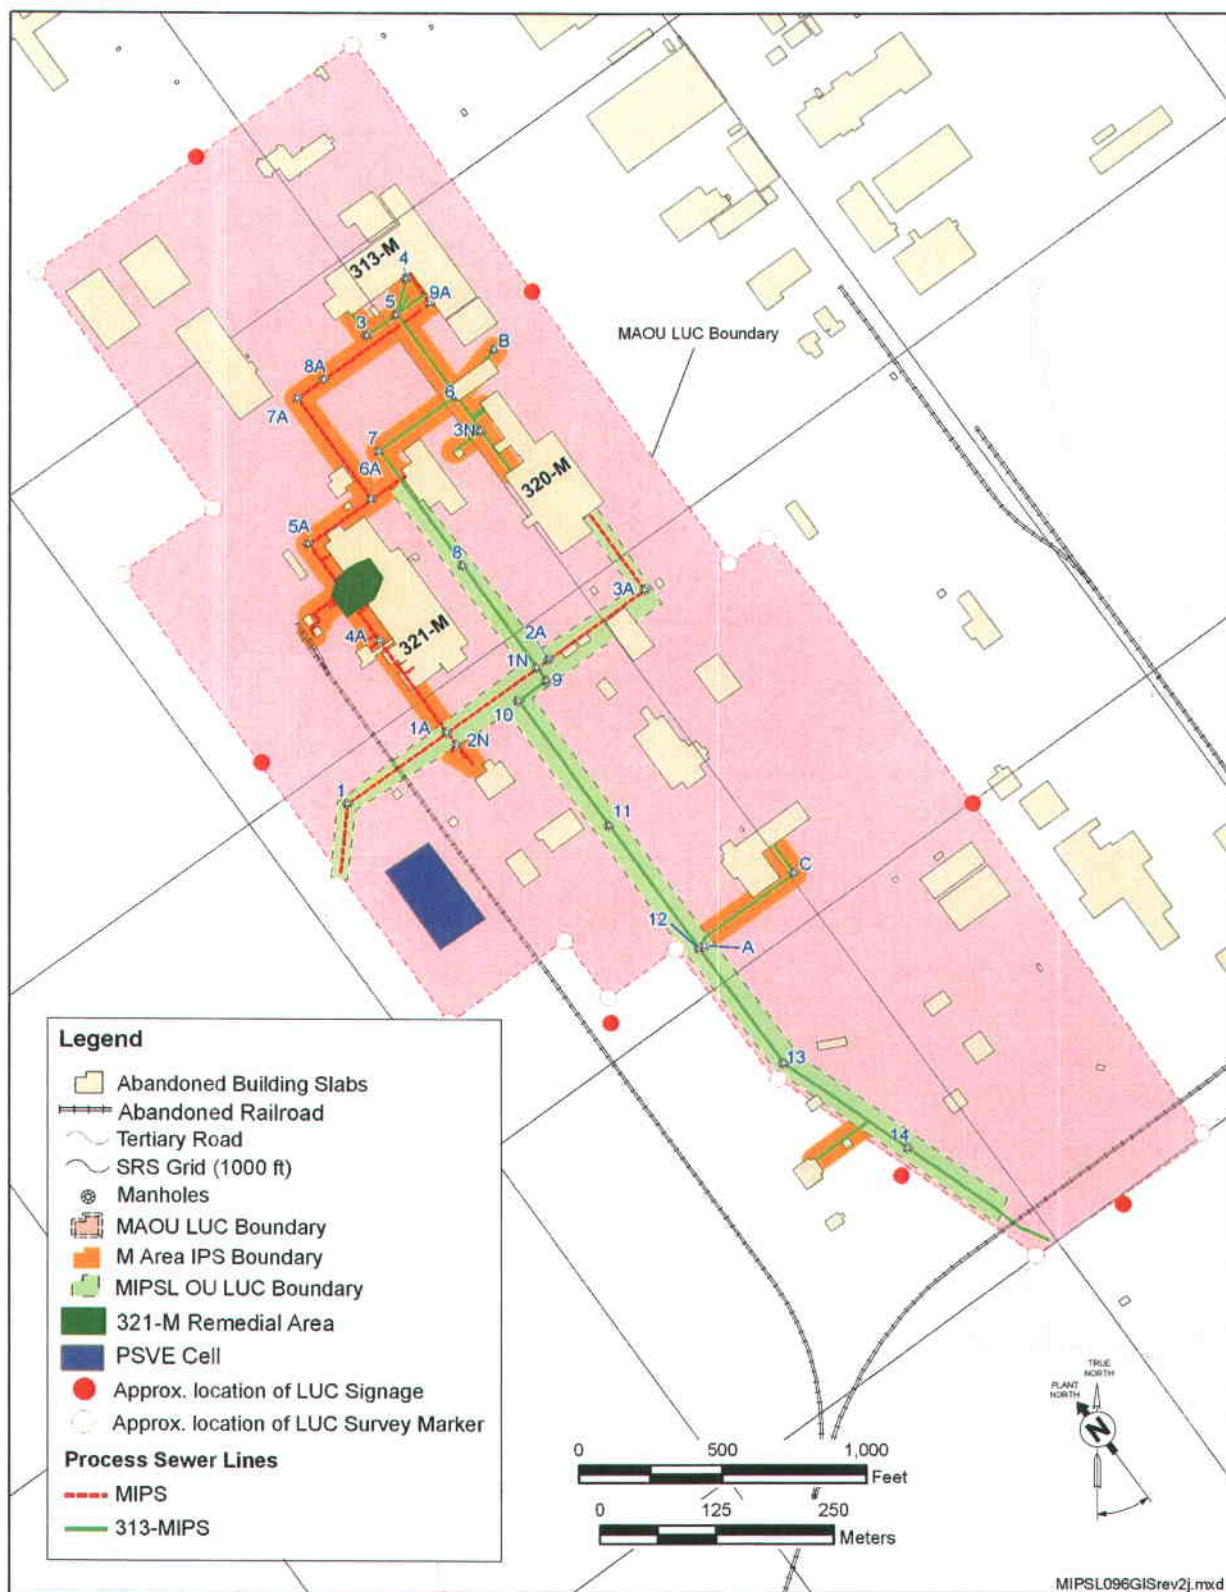 313-M
4
9A
5
3
MAOU LUC Boundary
B
8A
7A
6
3N
7
6A
320-M
5A
8
3A
4A
321-M
2A
1N
9
10
1A
2N
1
11
C
12
A
13
14
Legend
Abandoned Building Slabs
Abandoned Railroad
Tertiary Road
SRS Grid (1000 ft)
Manholes
MAOU LUC Boundary
M Area IPS Boundary
MIPSL OU LUC Boundary
321-M Remedial Area
PSVE Cell
Approx. location of LUC Signage
Approx. location of LUC Survey Marker
Process Sewer Lines
MIPS
313-MIPS
0 500 1,000
Feet
0 125 250
Meters
TRUE NORTH
PLANT NORTH
N
MIPSL096GISrev2j.mxd